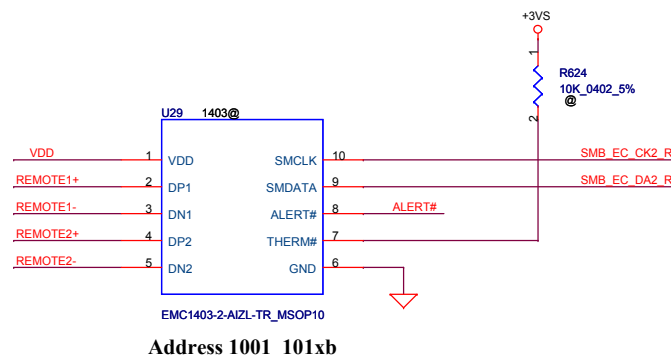 +3VS
1
R624
10K_0402_5%
@
2
U29 1403@
VDD 1 VDD SMCLK 10 SMB_EC_CK2_R
REMOTE1+ 2 DP1 SMDATA 9 SMB_EC_DA2_R
REMOTE1- 3 DN1 ALERT# 8 ALERT#
REMOTE2+ 4 DP2 THERM# 7
REMOTE2- 5 DN2 GND 6
EMC1403-2-AIZL-TR_MSOP10
Address 1001_101xb